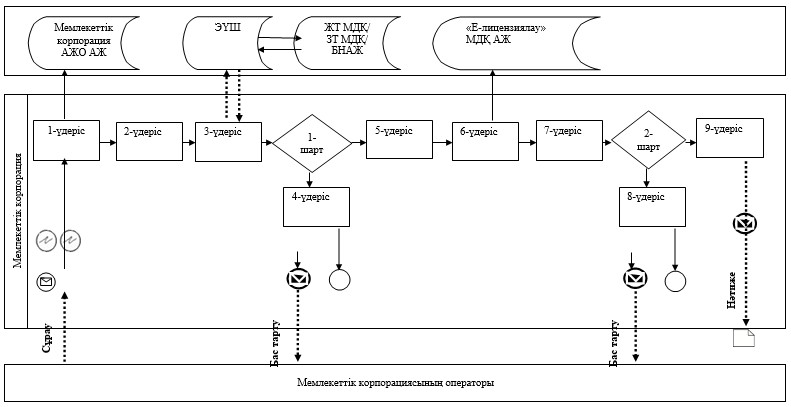 Мемлекеттік
корпорация
АЖО АЖ
ЭҮШ
ЖТ МДҚ/
ЗТ МДҚ/
БНАЖ
«Е-лицензиялау»
МДҚ АЖ
Мемлекеттік корпорация
1-үдеріс
2-үдеріс
3-үдеріс
1-
шарт
5-үдеріс
6-үдеріс
7-үдеріс
2-
шарт
9-үдеріс
4-үдеріс
8-үдеріс
Сұрау
Бас тарту
Бас тарту
Нәтиже
Мемлекеттік корпорациясының операторы